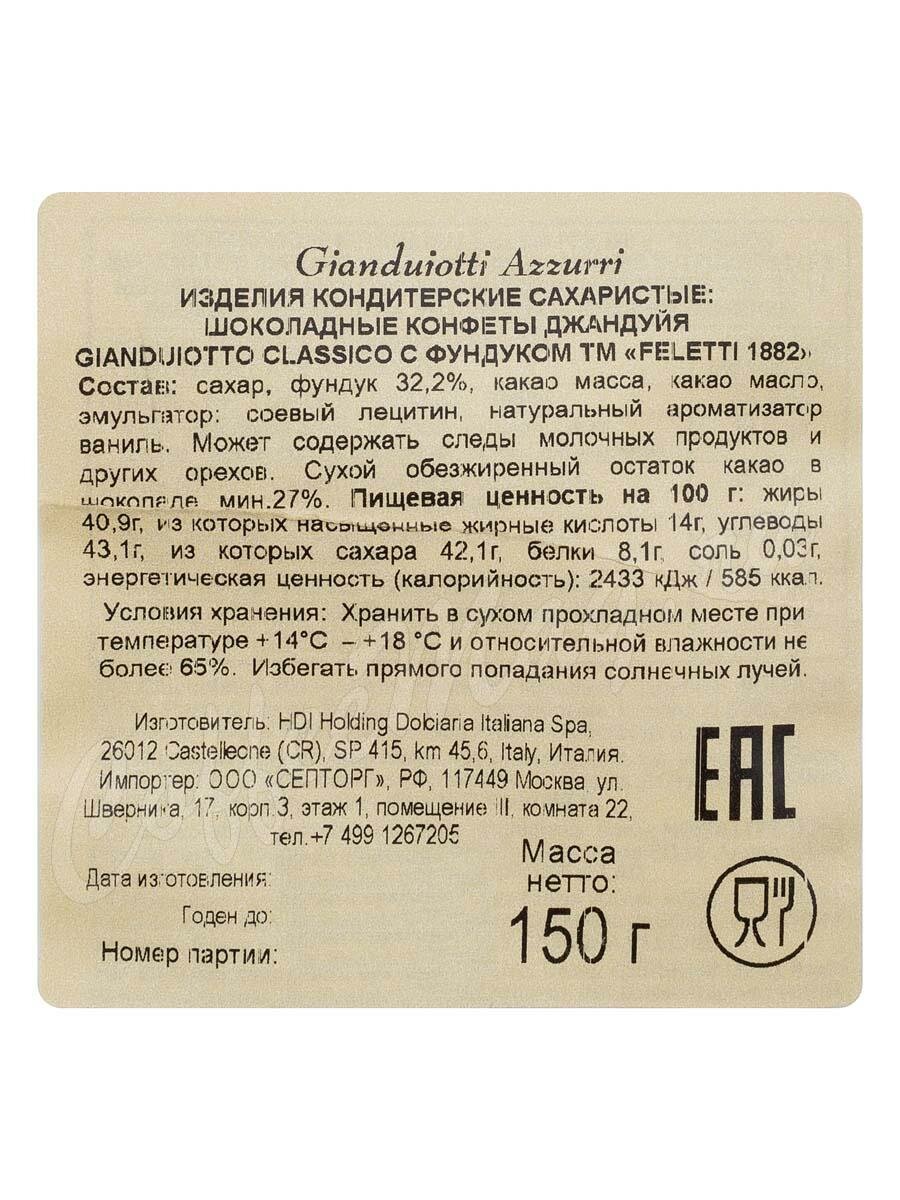 Gianduiotti Azzurri
ИЗДЕЛИЯ КОНДИТЕРСКИЕ САХАРИСТЫЕ:
ШОКОЛАДНЫЕ КОНФЕТЫ ДЖАНДУЙЯ
GIANDUIOTTO CLASSICO С ФУНДУКОМ ТМ «FELETTI 1882»
Состав: сахар, фундук 32,2%, какао масса, какао масло,
эмульгатор: соевый лецитин, натуральный ароматизатор
ваниль. Может содержать следы молочных продуктов и
других орехов. Сухой обезжиренный остаток какао в
шоколаде мин.27%. Пищевая ценность на 100 г: жиры
40,9г, из которых насыщенные жирные кислоты 14г, углеводы
43,1г, из которых сахара 42,1г, белки 8,1г, соль 0,03г,
энергетическая ценность (калорийность): 2433 кДж / 585 ккал.
Условия хранения: Хранить в сухом прохладном месте при
температуре +14°C – +18 °C и относительной влажности не
более 65%. Избегать прямого попадания солнечных лучей.
Изготовитель: HDI Holding Dolciaria Italiana Spa,
26012 Castelleone (CR), SP 415, km 45,6, Italy, Италия.
Импортер: ООО «СЕПТОРГ», РФ, 117449 Москва, ул.
Шверника, 17, корп.3, этаж 1, помещение III, комната 22,
тел.+7 499 1267205
EAC
Дата изготовления:
Годен до:
Номер партии:
Масса
нетто:
150 г